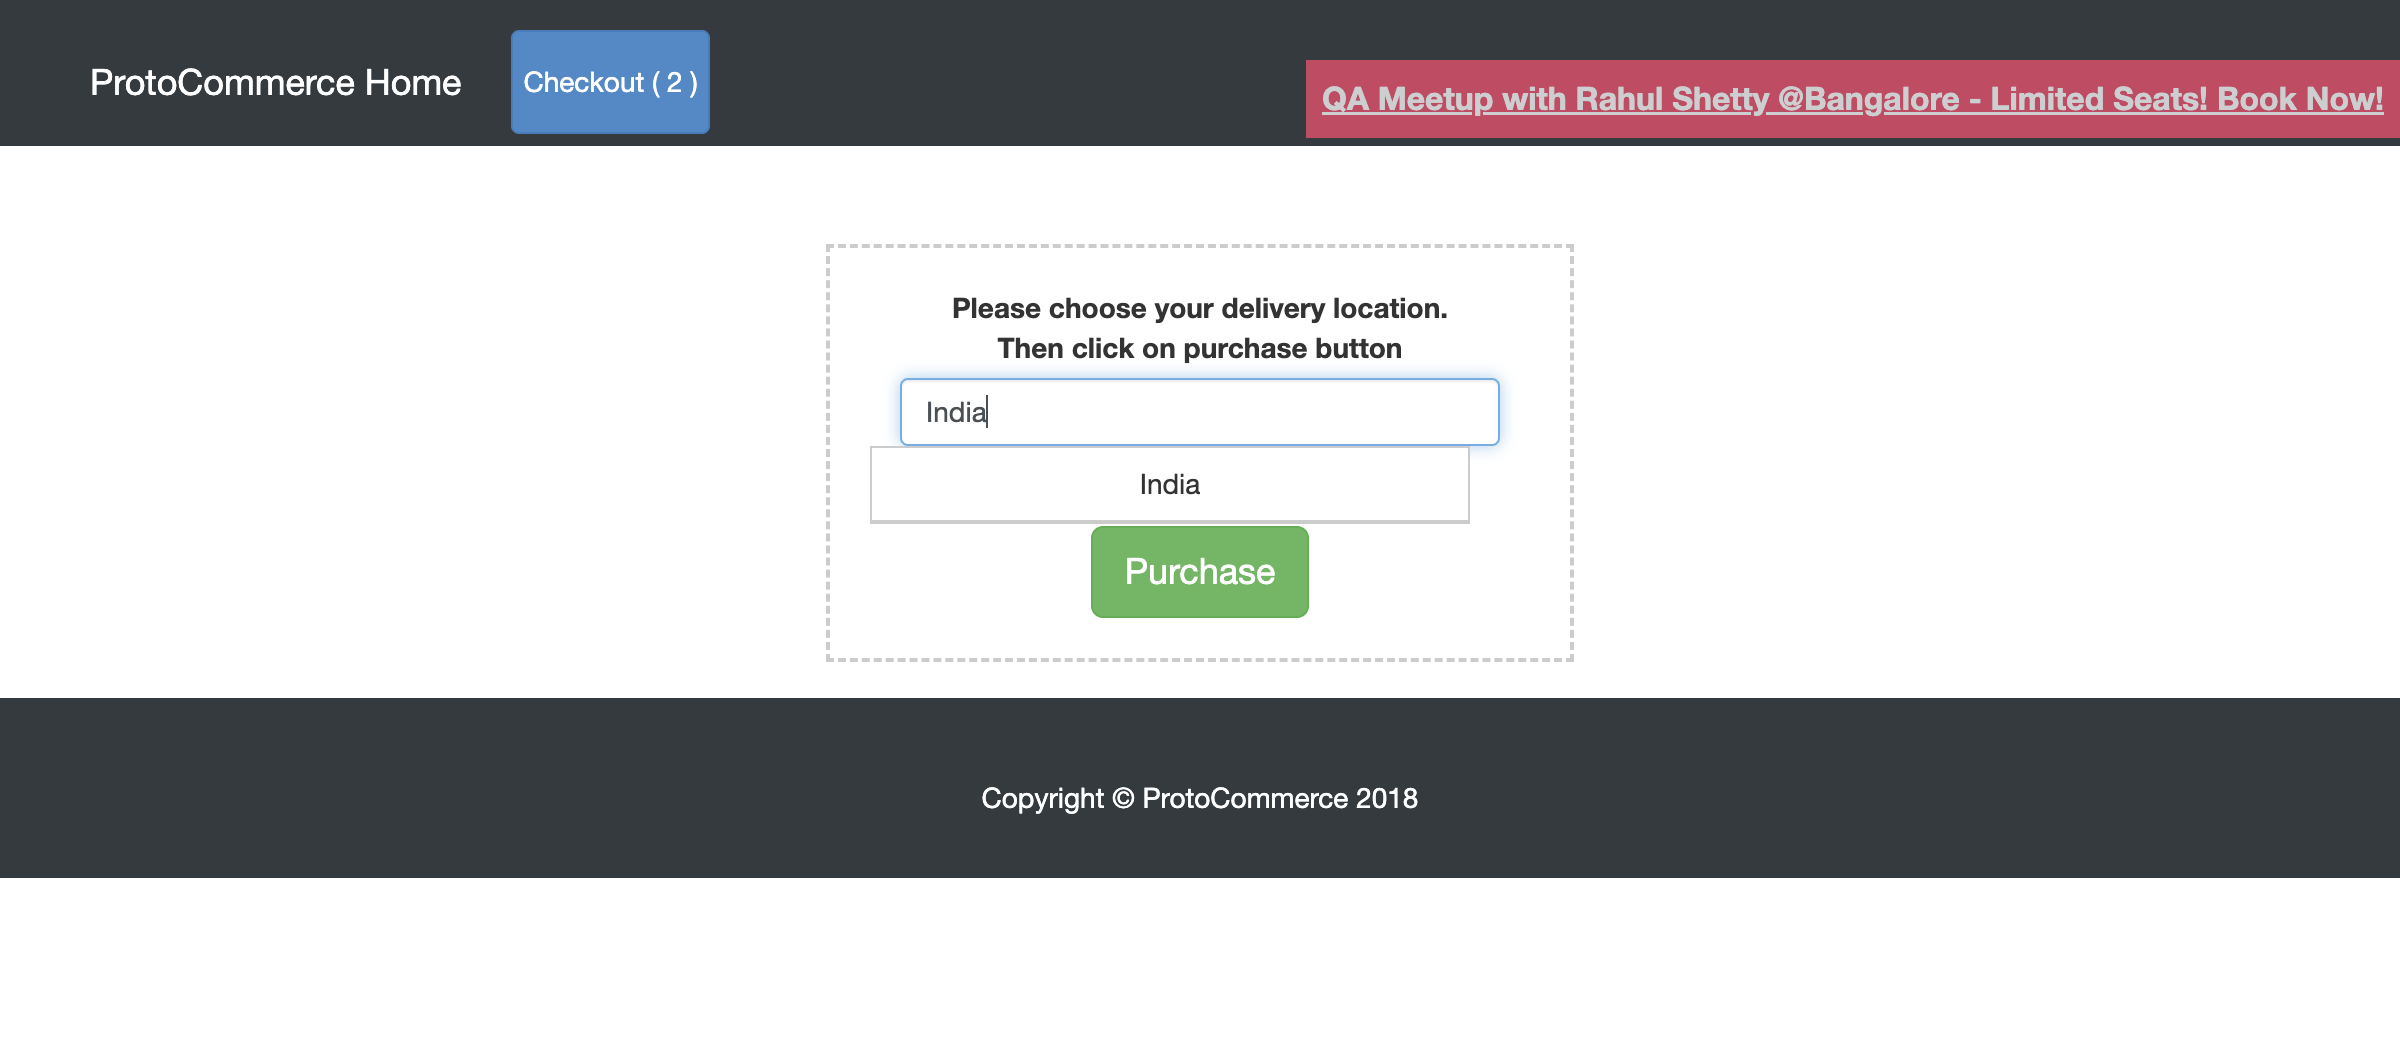 ProtoCommerce Home
Checkout ( 2 )
QA Meetup with Rahul Shetty @Bangalore - Limited Seats! Book Now!
Please choose your delivery location.
Then click on purchase button
India
India
Purchase
Copyright © ProtoCommerce 2018